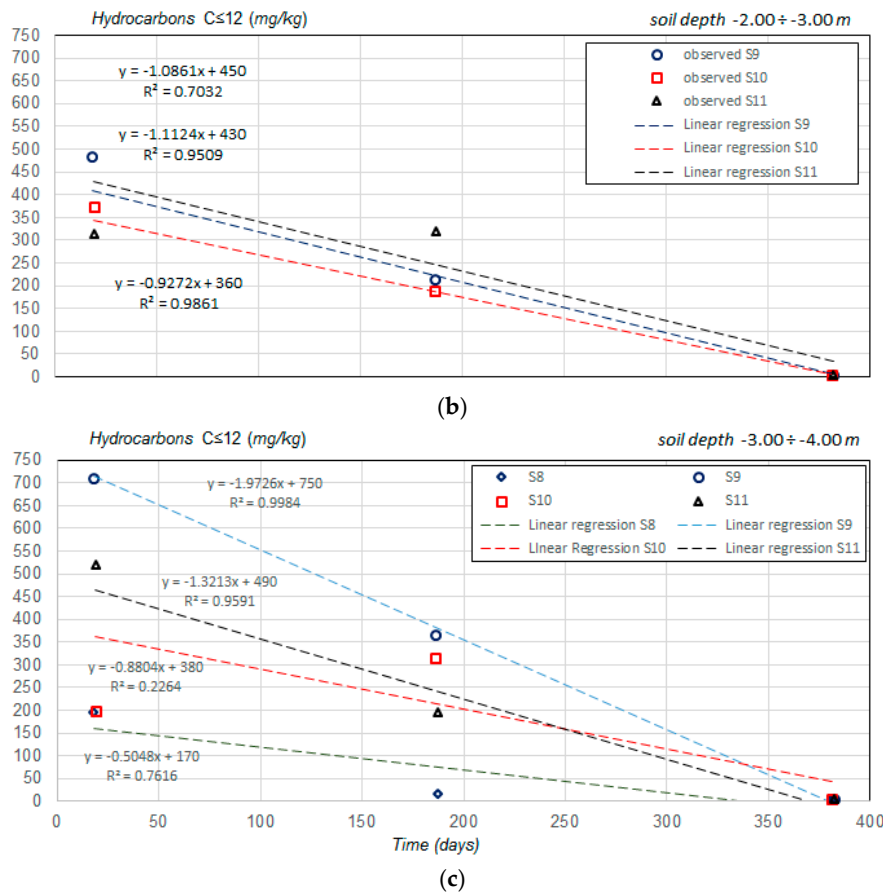 Hydrocarbons C≤12 (mg/kg)
soil depth -2.00 ÷ -3.00 m
750
700
650
600
550
500
450
400
350
300
250
200
150
100
50
0
y = -1.0861x + 450
R² = 0.7032
y = -1.1124x + 430
R² = 0.9509
y = -0.9272x + 360
R² = 0.9861
observed S9
observed S10
observed S11
Linear regression S9
Linear regression S10
Linear regression S11
(b)
Hydrocarbons C≤12 (mg/kg)
soil depth -3.00 ÷ -4.00 m
750
700
650
600
550
500
450
400
350
300
250
200
150
100
50
0
y = -1.9726x + 750
R² = 0.9984
y = -1.3213x + 490
R² = 0.9591
y = -0.8804x + 380
R² = 0.2264
y = -0.5048x + 170
R² = 0.7616
S8 S9
S10 S11
Linear regression S8 Linear regression S9
LInear Regression S10 Linear regression S11
0 50 100 150 200 250 300 350 400
Time (days)
(c)